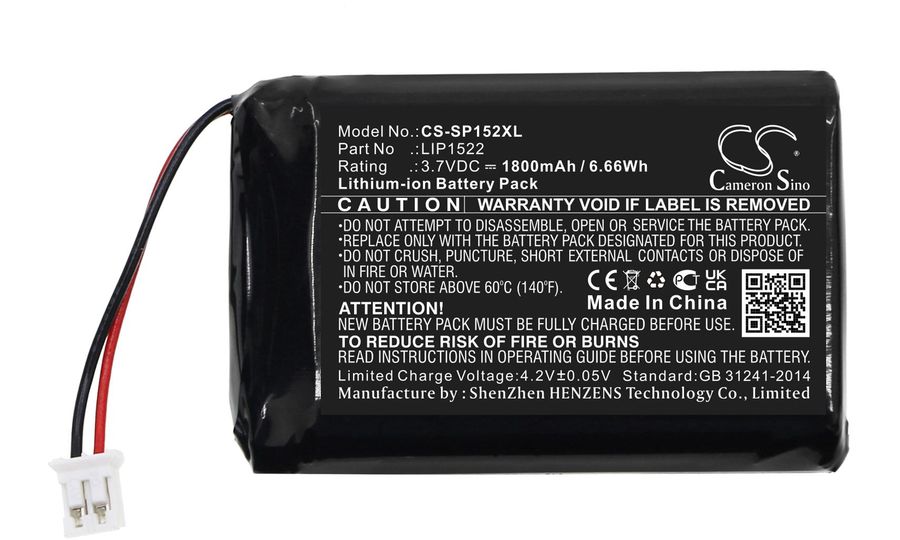 Model No.:CS-SP152XL
Part No .:LIP1522
Rating .:3.7VDC⎓1800mAh / 6.66Wh
Lithium-ion Battery Pack
CS
Cameron Sino
CAUTION WARRANTY VOID IF LABEL IS REMOVED
•DO NOT ATTEMPT TO DISASSEMBLE, OPEN OR SERVICE THE BATTERY PACK.
•REPLACE ONLY WITH THE BATTERY PACK DESIGNATED FOR THIS PRODUCT.
•DO NOT CRUSH, PUNCTURE, SHORT EXTERNAL CONTACTS OR DISPOSE OF
IN FIRE OR WATER.
•DO NOT STORE ABOVE 60°C (140°F).
CE UK CA
Made In China
ATTENTION!
NEW BATTERY PACK MUST BE FULLY CHARGED BEFORE USE.
TO REDUCE RISK OF FIRE OR BURNS
READ INSTRUCTIONS IN OPERATING GUIDE BEFORE USING THE BATTERY.
Limited Charge Voltage:4.2V±0.05V Standard:GB 31241-2014
Manufacture by : ShenZhen HENZENS Technology Co., Limited